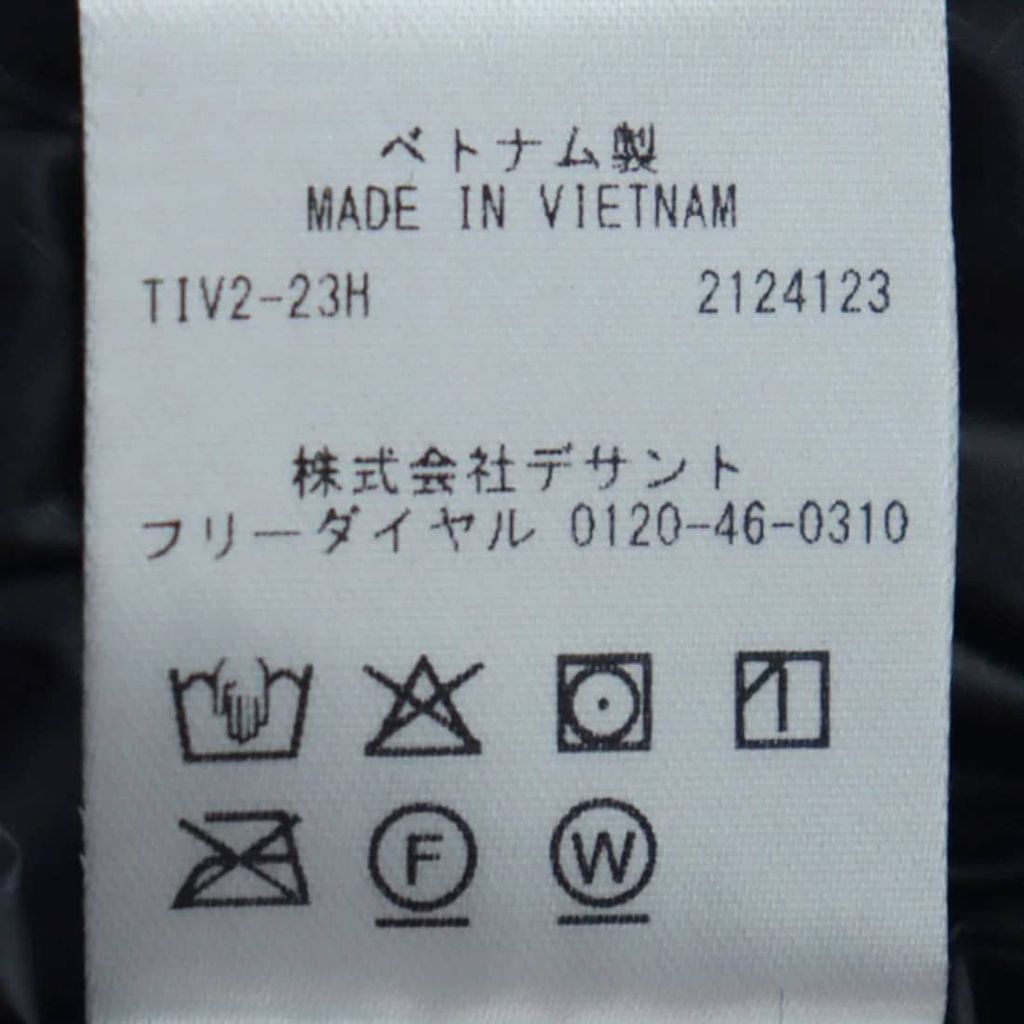 ベトナム製
MADE IN VIETNAM
TIV2-23H 2124123
株式会社デサント
フリーダイヤル 0120-46-0310
F W